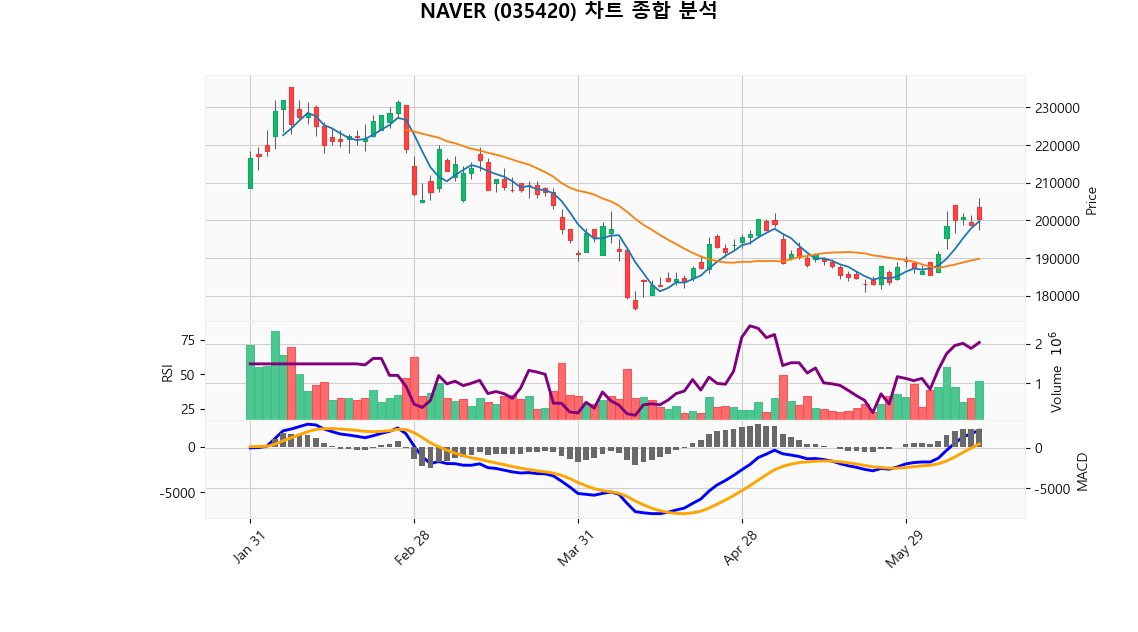 NAVER (035420) 차트 종합 분석
230000
220000
210000
200000
190000
180000
Price
75
50
25
RSI
2
1
0
Volume 10^6
0
-5000
0
-5000
MACD
Jan 31
Feb 28
Mar 31
Apr 28
May 29